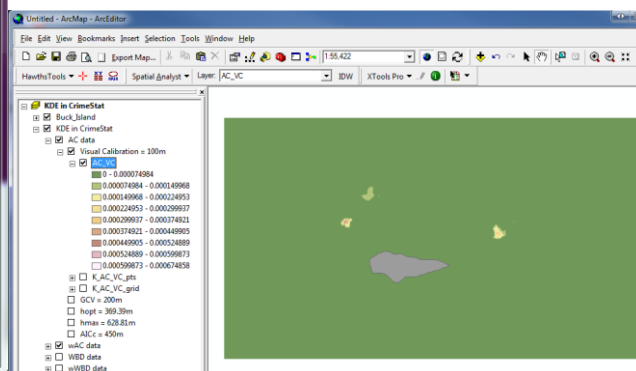 Untitled - ArcMap - ArcEditor
File Edit View Bookmarks Insert Selection Tools Window Help
Export Map... 1:55,422
HawthsTools Spatial Analyst Layer: AC_VC IDW XTools Pro
KDE in CrimeStat
Buck_Island
KDE in CrimeStat
AC data
Visual Calibration = 100m
AC_VC
0 - 0.000074984
0.000074984 - 0.000149968
0.000149968 - 0.000224953
0.000224953 - 0.000299937
0.000299937 - 0.000374921
0.000374921 - 0.000449905
0.000449905 - 0.000524889
0.000524889 - 0.000599873
0.000599873 - 0.000674858
K_AC_VC_pts
K_AC_VC_grid
GCV = 200m
hopt = 369.39m
hmax = 628.81m
AICc = 450m
wAC data
WBD data
wWBD data